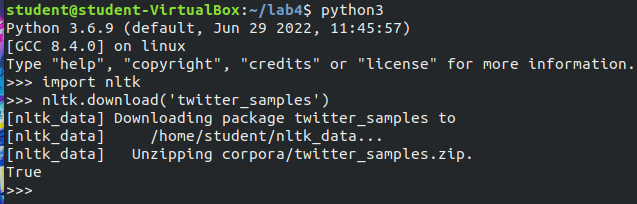 student@student-VirtualBox:~/lab4$ python3
Python 3.6.9 (default, Jun 29 2022, 11:45:57)
[GCC 8.4.0] on linux
Type "help", "copyright", "credits" or "license" for more information.
>>> import nltk
>>> nltk.download('twitter_samples')
[nltk_data] Downloading package twitter_samples to
[nltk_data]     /home/student/nltk_data...
[nltk_data]   Unzipping corpora/twitter_samples.zip.
True
>>>